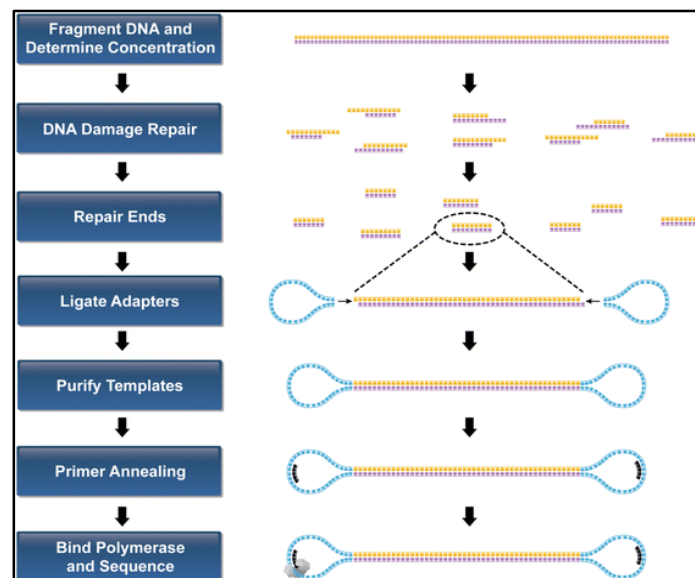 Fragment DNA and
Determine Concentration
DNA Damage Repair
Repair Ends
Ligate Adapters
Purify Templates
Primer Annealing
Bind Polymerase
and Sequence